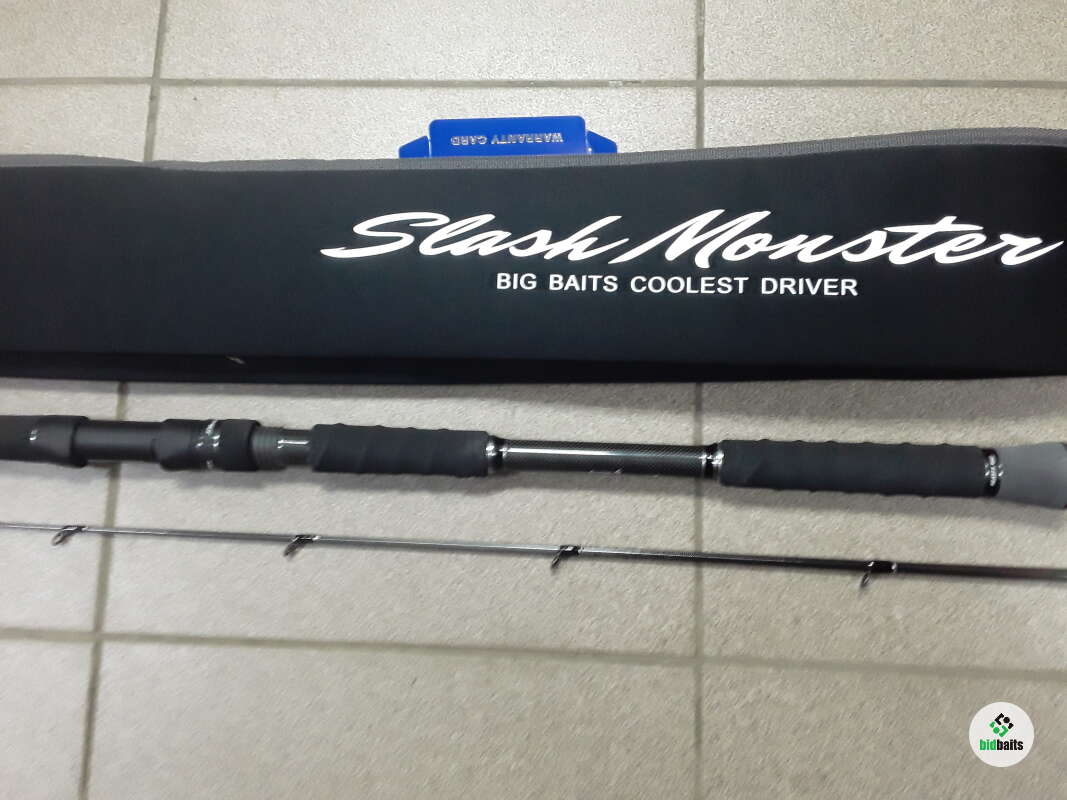 WARRANTY CARD
Slash Monster
BIG BAITS COOLEST DRIVER
bidbaits